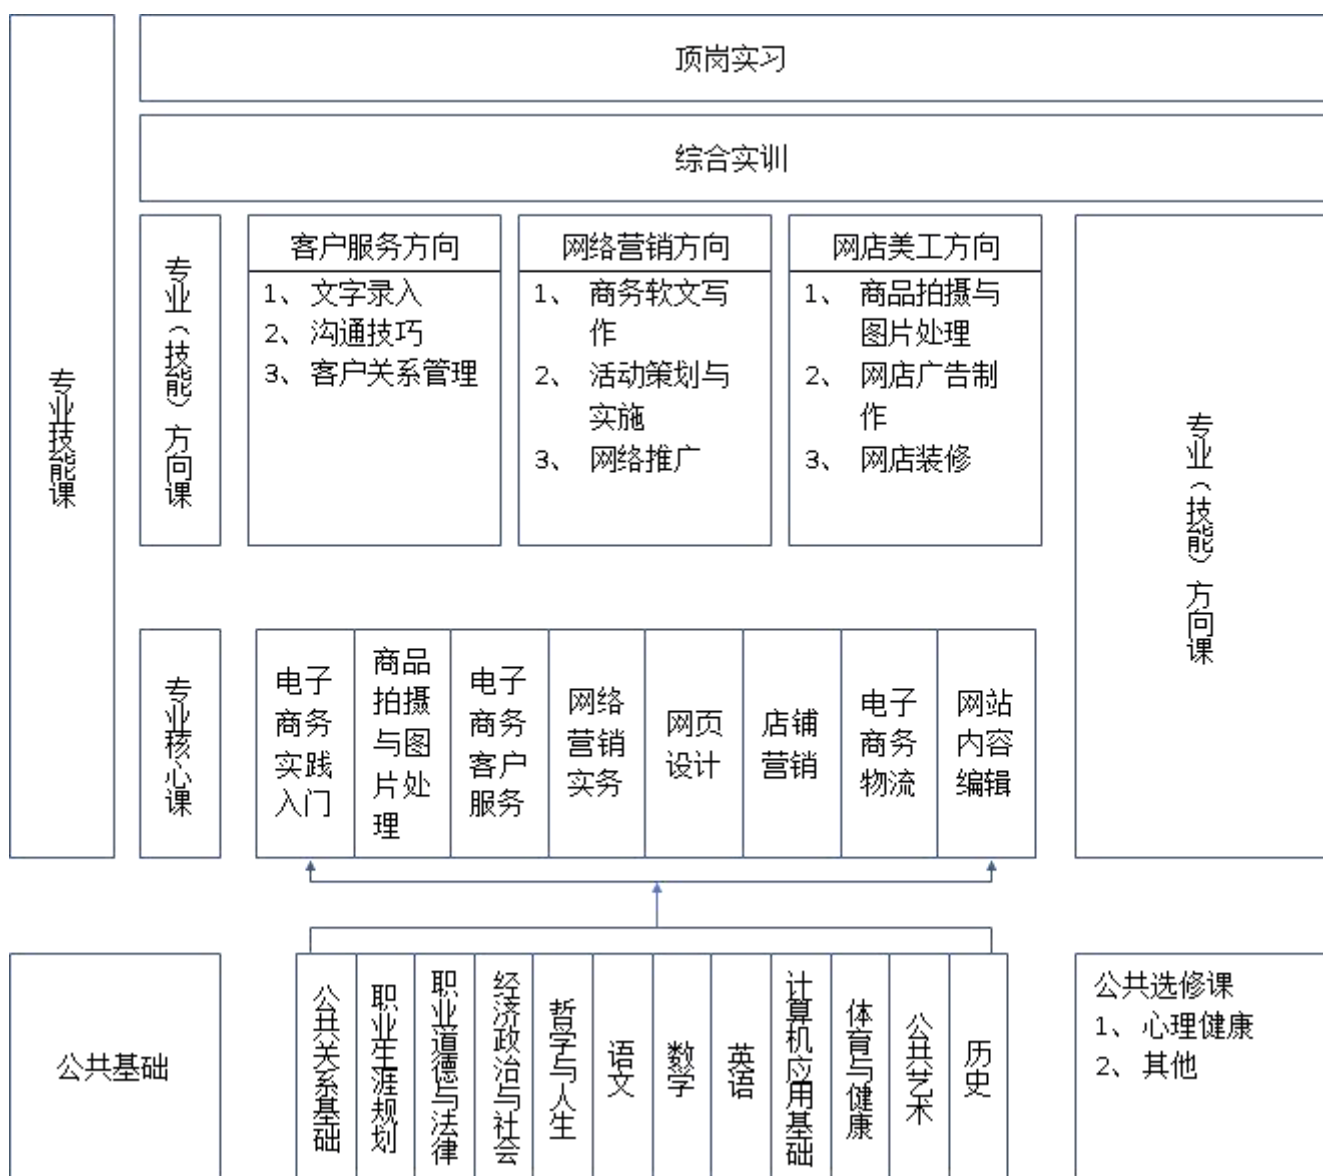 顶岗实习
综合实训
专业技能课
专业（技能）方向课
客户服务方向
1、 文字录入
2、 沟通技巧
3、 客户关系管理
网络营销方向
1、 商务软文写
作
2、 活动策划与
实施
3、 网络推广
网店美工方向
1、 商品拍摄与
图片处理
2、 网店广告制
作
3、 网店装修
专业（技能）方向课
专业核心课
电子
商务
实践
入门
商品
拍摄
与图
片处
理
电子
商务
客户
服务
网络
营销
实务
网页
设计
店铺
营销
电子
商务
物流
网站
内容
编辑
公共基础
公共关系基础
职业生涯规划
职业道德与法律
经济政治与社会
哲学与人生
语文
数学
英语
计算机应用基础
体育与健康
公共艺术
历史
公共选修课
1、 心理健康
2、 其他